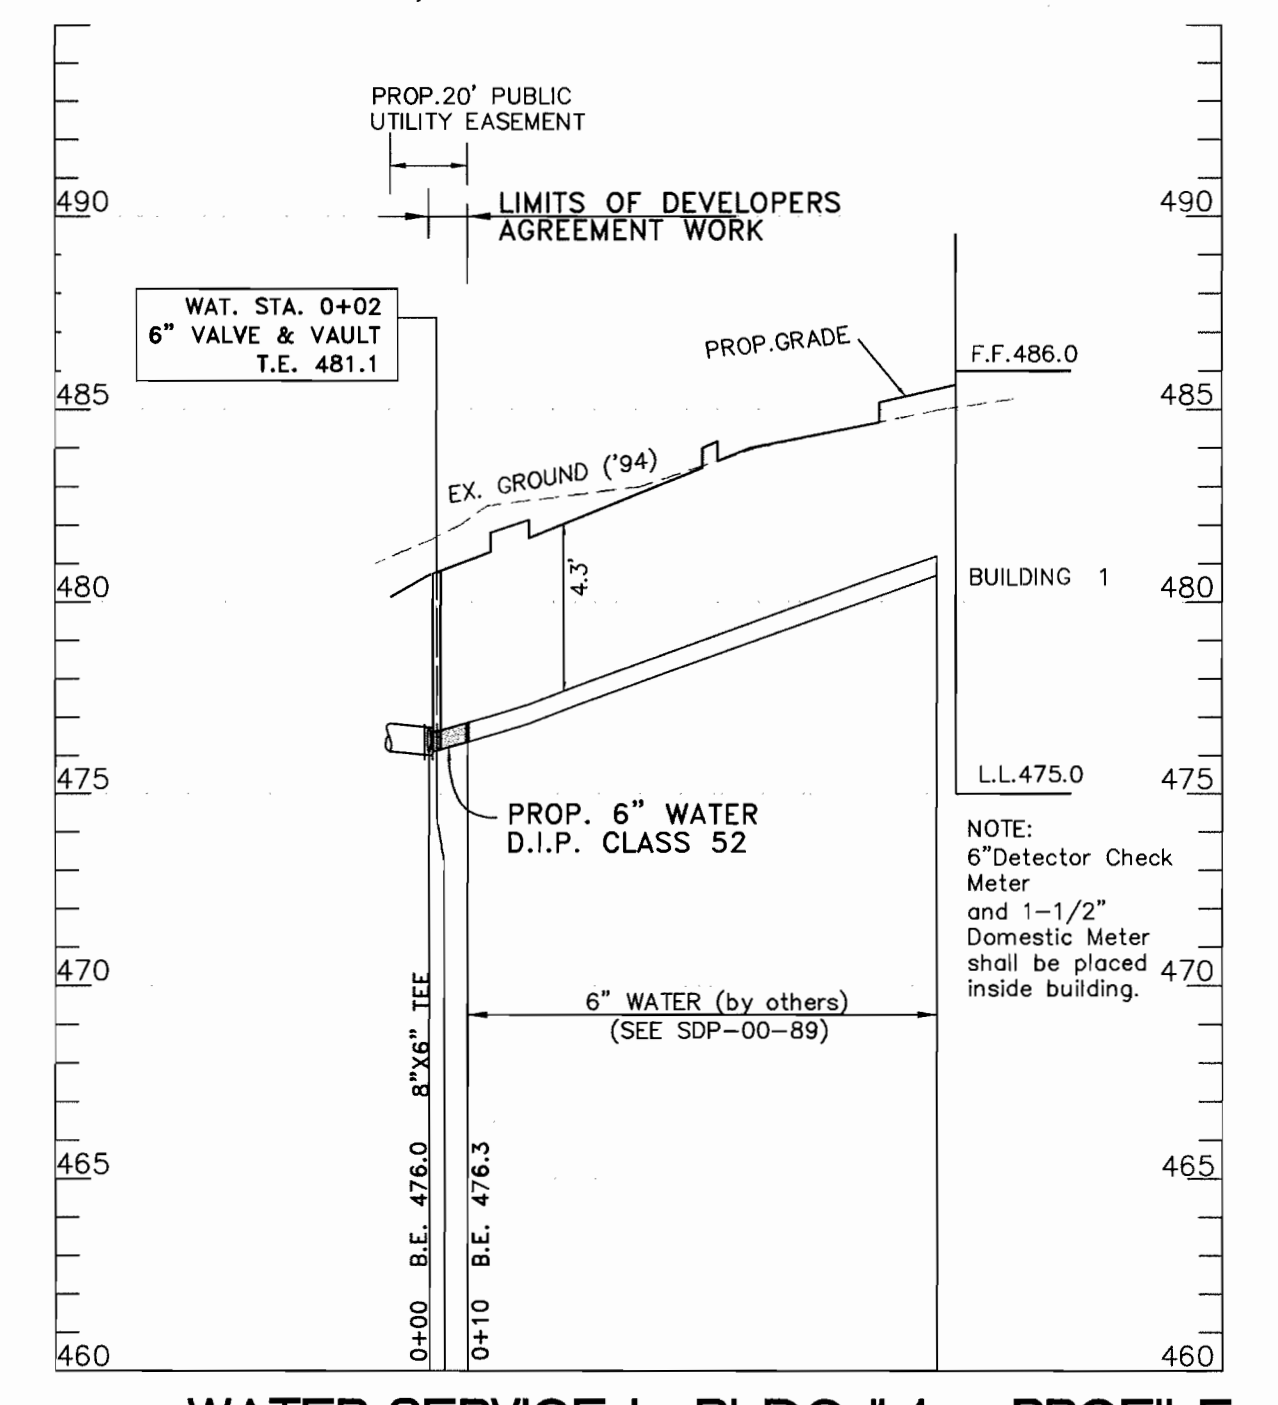 PROP.20' PUBLIC
UTILITY EASEMENT
490
LIMITS OF DEVELOPERS
AGREEMENT WORK
490
WAT. STA. 0+02
6" VALVE & VAULT
T.E. 481.1
PROP.GRADE
F.F.486.0
485
485
EX. GROUND ('94)
4.3'
480
BUILDING 1
480
475
L.L.475.0
475
PROP. 6" WATER
D.I.P. CLASS 52
NOTE:
6"Detector Check
Meter
and 1-1/2"
Domestic Meter
shall be placed
inside building.
470
470
6" WATER (by others)
(SEE SDP-00-89)
0+00 B.E. 476.0 8"X6" TEE
0+10 B.E. 476.3
465
465
460
460